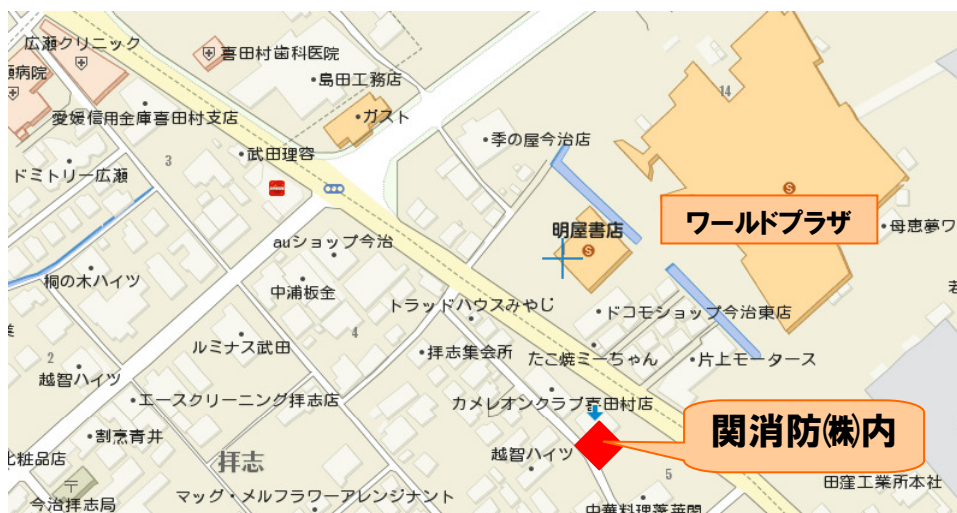 広瀬クリニック
喜田村歯科医院
瀬病院
島田工務店
14
愛媛信用金庫喜田村支店
ガスト
季の屋今治店
3
武田理容
ドミトリー広瀬
ワールドプラザ
明屋書店
母恵夢ワ
auショップ今治
桐の木ハイツ
中浦板金
トラッドハウスみやじ
ドコモショップ今治東店
4
ルミナス武田
拝志集会所
たこ焼ミーちゃん
片上モータース
2
越智ハイツ
エースクリーニング拝志店
カメレオンクラブ喜田村店
関消防㈱内
割烹青井
化粧品店
拝志
越智ハイツ
5
田窪工業所本社
今治拝志局
マッグ・メルフラワーアレンジナント
中華料理蓬莱閣